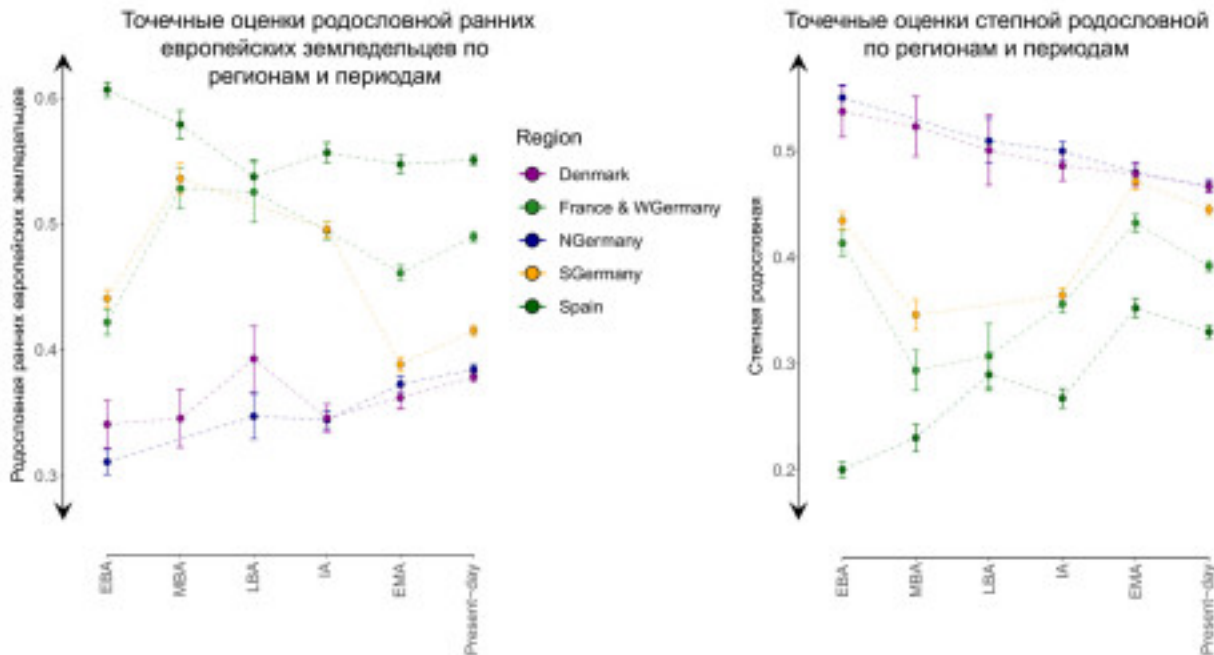 Точечные оценки родословной ранних
европейских земледельцев по
регионам и периодам
Родословная ранних европейских земледельцев
0.6
0.5
0.4
0.3
EBA
MBA
LBA
IA
EMA
Present-day
Region
Denmark
France & WGermany
NGermany
SGermany
Spain
Точечные оценки степной родословной
по регионам и периодам
Степная родословная
0.5
0.4
0.3
0.2
EBA
MBA
LBA
IA
EMA
Present-day